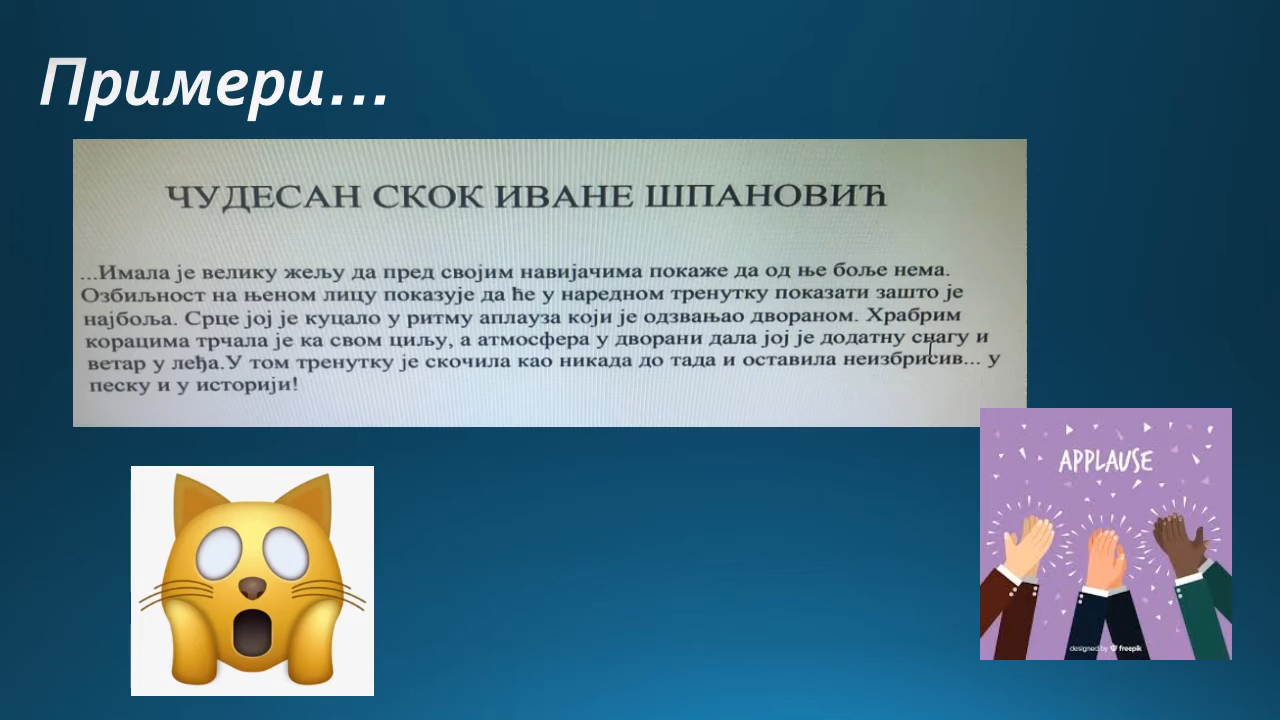 Примери...
ЧУДЕСАН СКОК ИВАНЕ ШПАНОВИЋ
...Имала је велику жељу да пред својим навијачима покаже да од ње боље нема.
Озбиљност на њеном лицу показује да ће у наредном тренутку показати зашто је
најбоља. Срце јој је куцало у ритму аплауза који је одзвањао двораном. Храбрим
корацима трчала је ка свом циљу, а атмосфера у дворани дала јој је додатну снагу и
ветар у леђа.У том тренутку је скочила као никада до тада и оставила неизбрисив... у
песку и у историји!
APPLAUSE
designed by freepik